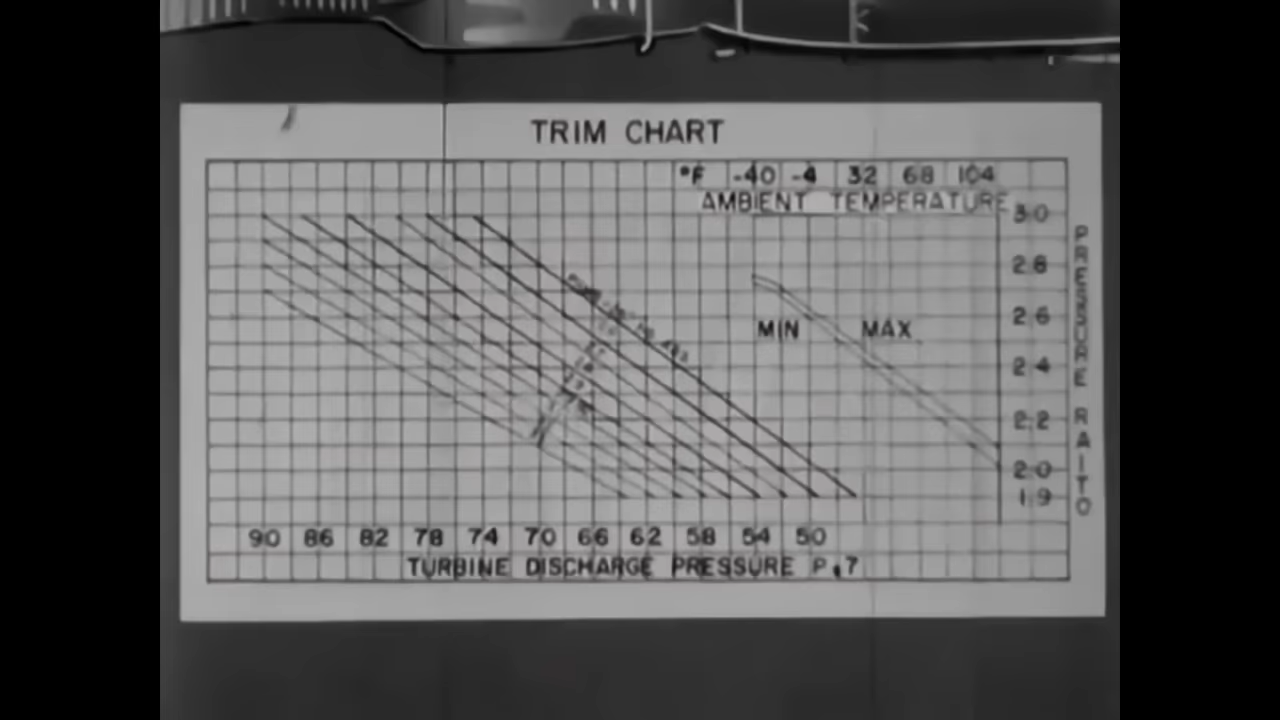 TRIM CHART
°F -40 -4 32 68 104
AMBIENT TEMPERATURE
3.0
2.8
2.6
MIN MAX
2.4
2.2
2.0
1.9
PRESSURE RAITO
90 86 82 78 74 70 66 62 58 54 50
TURBINE DISCHARGE PRESSURE P 7